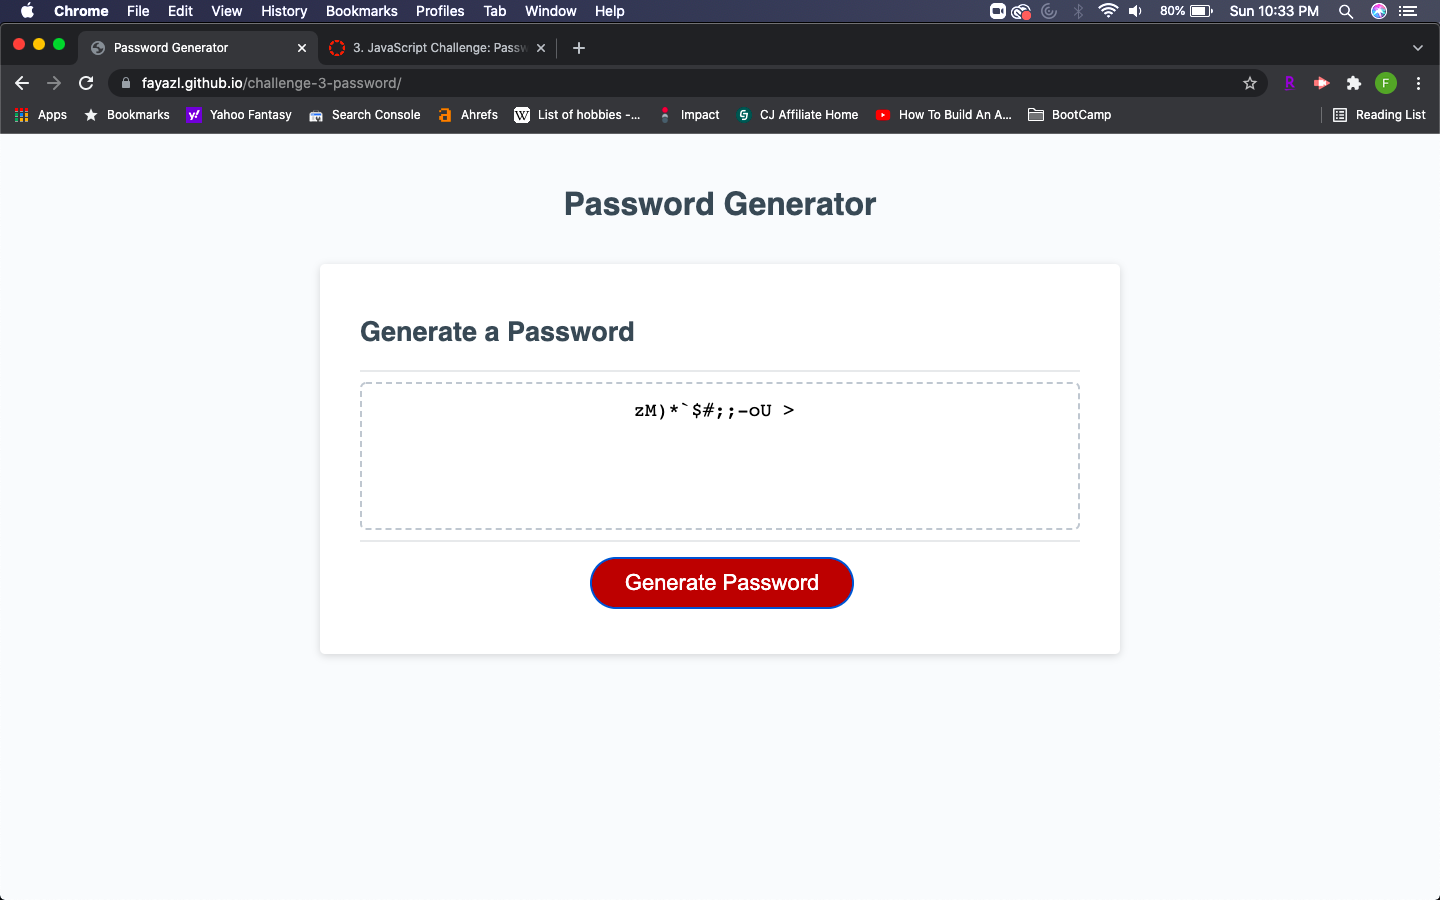 Chrome File Edit View History Bookmarks Profiles Tab Window Help 80% Sun 10:33 PM
Password Generator 3. JavaScript Challenge: Passw
fayazl.github.io/challenge-3-password/ R F
Apps Bookmarks y! Yahoo Fantasy Search Console a Ahrefs W List of hobbies -... Impact CJ Affiliate Home How To Build An A... BootCamp Reading List
Password Generator
Generate a Password
zM)*`$#;;-oU >
Generate Password